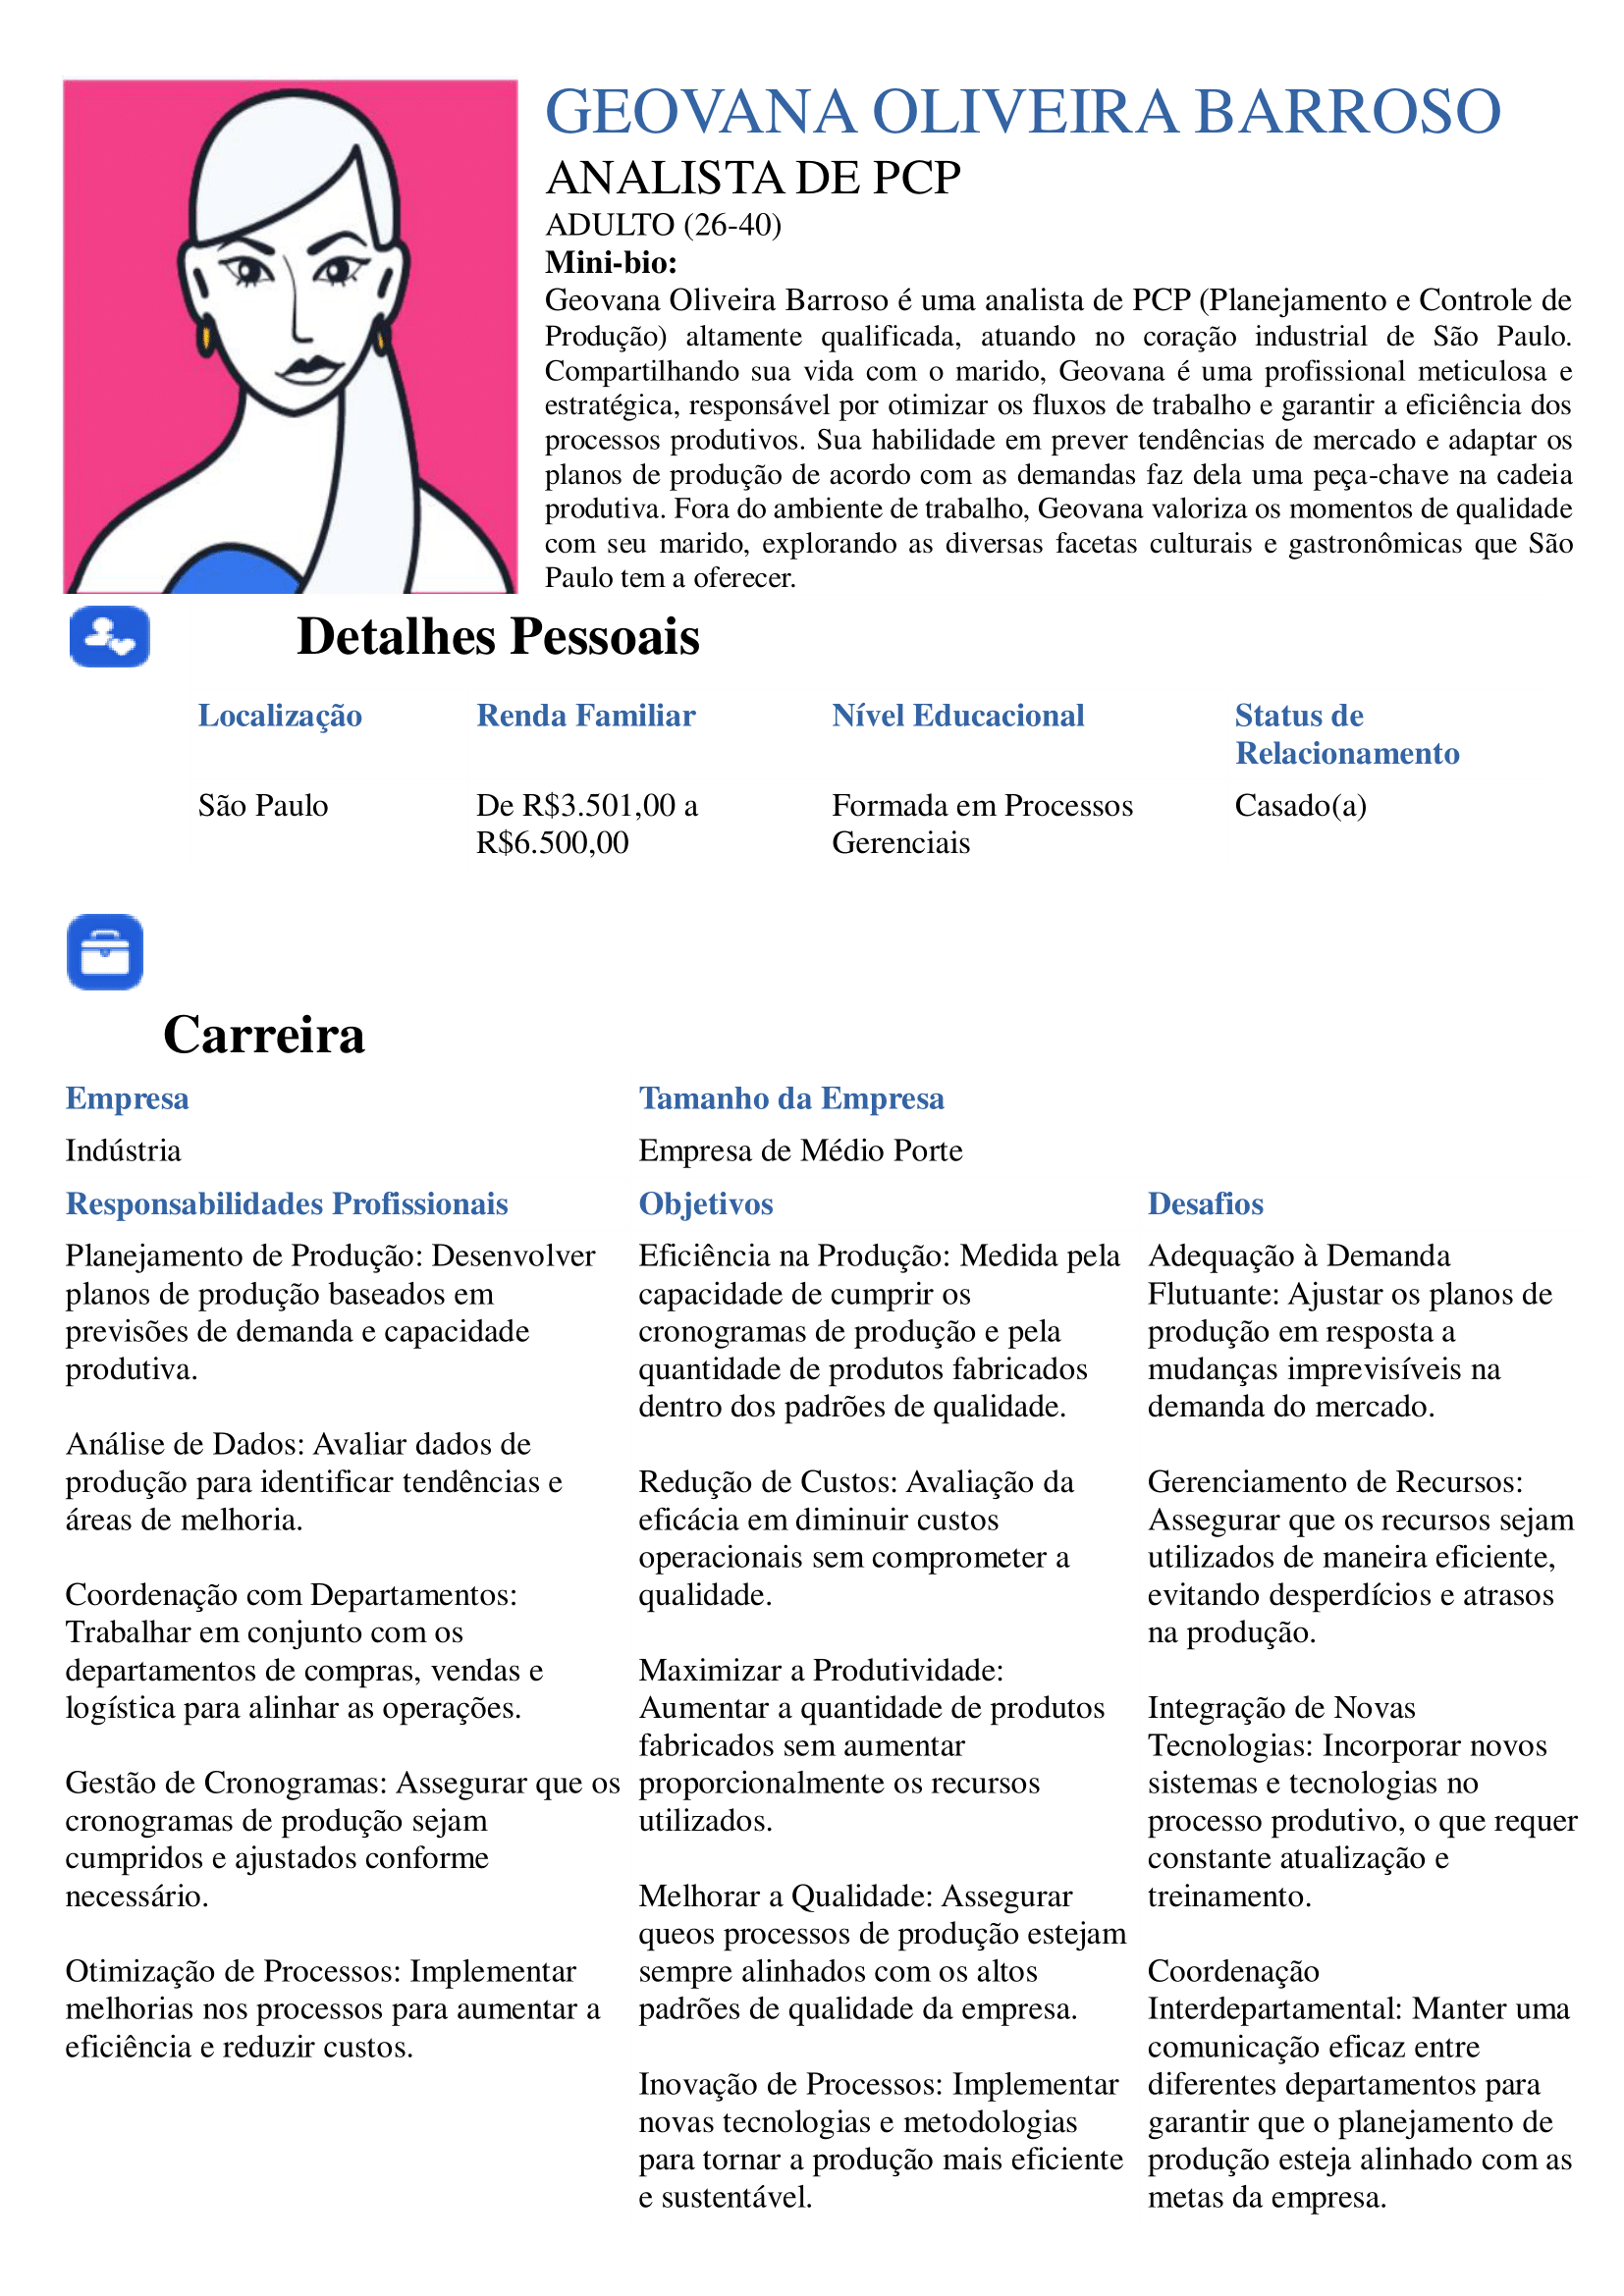 GEOVANA OLIVEIRA BARROSO
ANALISTA DE PCP
ADULTO (26-40)
Mini-bio:
Geovana Oliveira Barroso é uma analista de PCP (Planejamento e Controle de
Produção) altamente qualificada, atuando no coração industrial de São Paulo.
Compartilhando sua vida com o marido, Geovana é uma profissional meticulosa e
estratégica, responsável por otimizar os fluxos de trabalho e garantir a eficiência dos
processos produtivos. Sua habilidade em prever tendências de mercado e adaptar os
planos de produção de acordo com as demandas faz dela uma peça-chave na cadeia
produtiva. Fora do ambiente de trabalho, Geovana valoriza os momentos de qualidade
com seu marido, explorando as diversas facetas culturais e gastronômicas que São
Paulo tem a oferecer.
Detalhes Pessoais
Localização
São Paulo
Renda Familiar
De R$3.501,00 a
R$6.500,00
Nível Educacional
Formada em Processos
Gerenciais
Status de
Relacionamento
Casado(a)
Carreira
Empresa
Indústria
Tamanho da Empresa
Empresa de Médio Porte
Responsabilidades Profissionais
Planejamento de Produção: Desenvolver
planos de produção baseados em
previsões de demanda e capacidade
produtiva.
Análise de Dados: Avaliar dados de
produção para identificar tendências e
áreas de melhoria.
Coordenação com Departamentos:
Trabalhar em conjunto com os
departamentos de compras, vendas e
logística para alinhar as operações.
Gestão de Cronogramas: Assegurar que os
cronogramas de produção sejam
cumpridos e ajustados conforme
necessário.
Otimização de Processos: Implementar
melhorias nos processos para aumentar a
eficiência e reduzir custos.
Objetivos
Eficiência na Produção: Medida pela
capacidade de cumprir os
cronogramas de produção e pela
quantidade de produtos fabricados
dentro dos padrões de qualidade.
Redução de Custos: Avaliação da
eficácia em diminuir custos
operacionais sem comprometer a
qualidade.
Maximizar a Produtividade:
Aumentar a quantidade de produtos
fabricados sem aumentar
proporcionalmente os recursos
utilizados.
Melhorar a Qualidade: Assegurar
queos processos de produção estejam
sempre alinhados com os altos
padrões de qualidade da empresa.
Inovação de Processos: Implementar
novas tecnologias e metodologias
para tornar a produção mais eficiente
e sustentável.
Desafios
Adequação à Demanda
Flutuante: Ajustar os planos de
produção em resposta a
mudanças imprevisíveis na
demanda do mercado.
Gerenciamento de Recursos:
Assegurar que os recursos sejam
utilizados de maneira eficiente,
evitando desperdícios e atrasos
na produção.
Integração de Novas
Tecnologias: Incorporar novos
sistemas e tecnologias no
processo produtivo, o que requer
constante atualização e
treinamento.
Coordenação
Interdepartamental: Manter uma
comunicação eficaz entre
diferentes departamentos para
garantir que o planejamento de
produção esteja alinhado com as
metas da empresa.